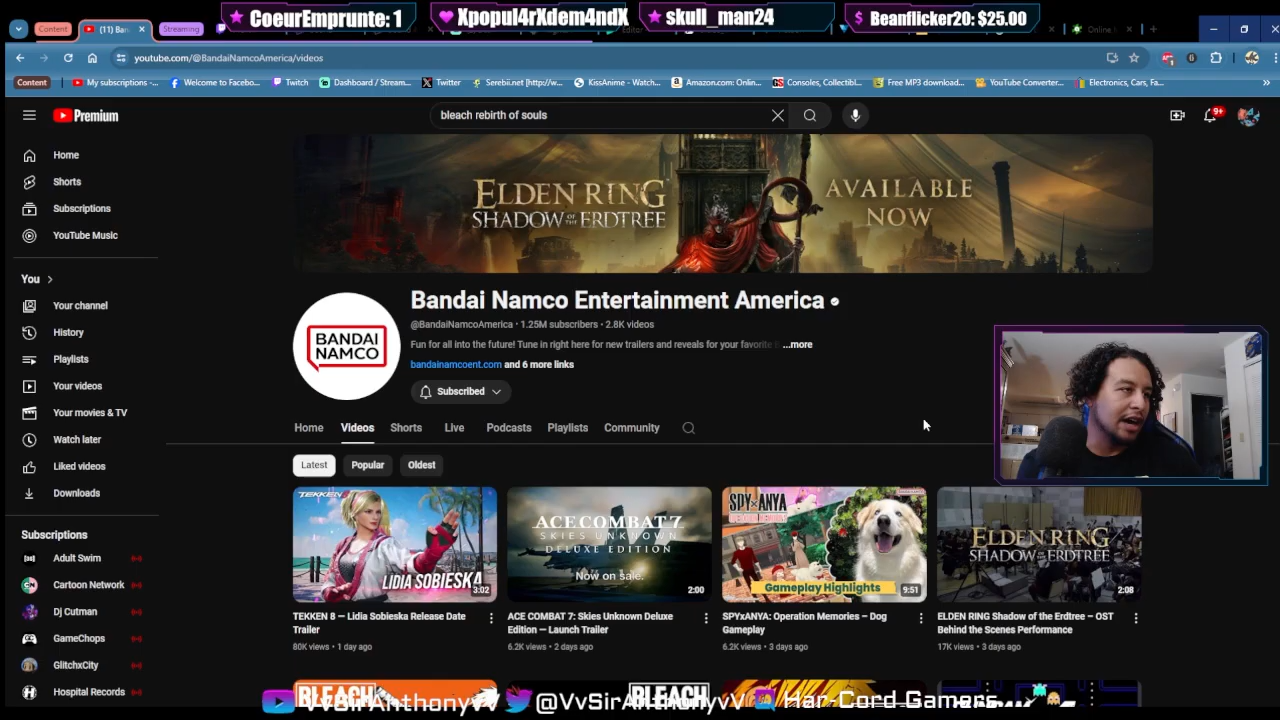 CoeurEmprunte: 1
Xpopul4rXdem4ndX
skull_man24
Beanflicker20: $25.00
Content
(11) Ban
Streaming
youtube.com/@BandaiNamcoAmerica/videos
Content
My subscriptions -...
Welcome to Facebo...
Twitch
Dashboard / Stream...
Twitter
Serebii.net [http://w...
KissAnime - Watch...
Amazon.com: Onlin...
Consoles, Collectibl...
Free MP3 download...
YouTube Converter...
Electronics, Cars, Fa...
Premium
bleach rebirth of souls
9+
Home
Shorts
Subscriptions
YouTube Music
You
Your channel
History
Playlists
Your videos
Your movies & TV
Watch later
Liked videos
Downloads
Subscriptions
Adult Swim
Cartoon Network
Dj Cutman
GameChops
GlitchxCity
Hospital Records
ELDEN RING
SHADOW OF THE ERDTREE
AVAILABLE
NOW
BANDAI
NAMCO
Bandai Namco Entertainment America
@BandaiNamcoAmerica • 1.25M subscribers • 2.8K videos
Fun for all into the future! Tune in right here for new trailers and reveals for your favorite ...more
bandainamcoent.com and 6 more links
Subscribed
Home
Videos
Shorts
Live
Podcasts
Playlists
Community
Latest
Popular
Oldest
TEKKEN
LIDIA SOBIESKA
3:02
TEKKEN 8 — Lidia Sobieska Release Date
Trailer
80K views • 1 day ago
ACE COMBAT 7
SKIES UNKNOWN
DELUXE EDITION
Now on sale.
2:00
ACE COMBAT 7: Skies Unknown Deluxe
Edition — Launch Trailer
6.2K views • 2 days ago
SPY×ANYA
Gameplay Highlights
9:51
SPYxANYA: Operation Memories – Dog
Gameplay
6.2K views • 3 days ago
ELDEN RING
SHADOW OF THE ERDTREE
2:08
ELDEN RING Shadow of the Erdtree – OST
Behind the Scenes Performance
17K views • 3 days ago
BLEACH
BLEACH
VvSirAnthonyvV
@VvSirAnthonyvV
Har-Cord Gamers